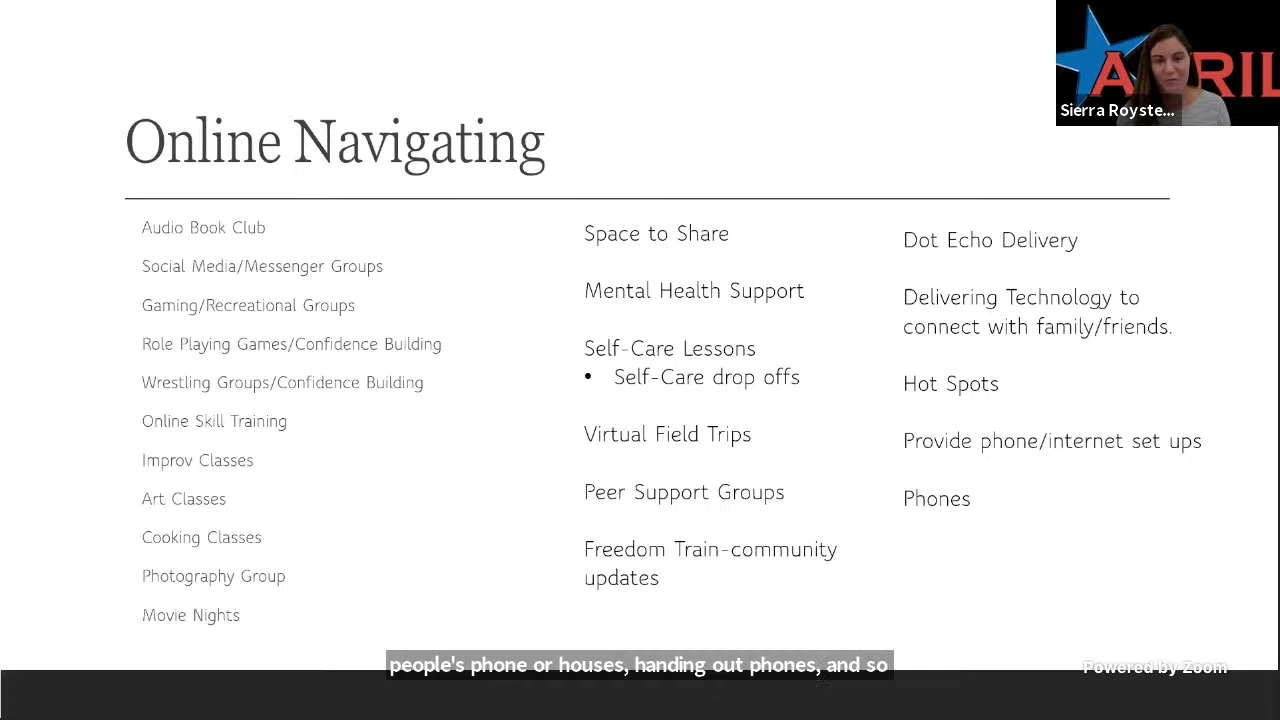 A RIL
Sierra Royste...
Online Navigating
Audio Book Club
Social Media/Messenger Groups
Gaming/Recreational Groups
Role Playing Games/Confidence Building
Wrestling Groups/Confidence Building
Online Skill Training
Improv Classes
Art Classes
Cooking Classes
Photography Group
Movie Nights
Space to Share
Mental Health Support
Self-Care Lessons
• Self-Care drop offs
Virtual Field Trips
Peer Support Groups
Freedom Train-community
updates
Dot Echo Delivery
Delivering Technology to
connect with family/friends.
Hot Spots
Provide phone/internet set ups
Phones
people's phone or houses, handing out phones, and so
Powered by Zoom